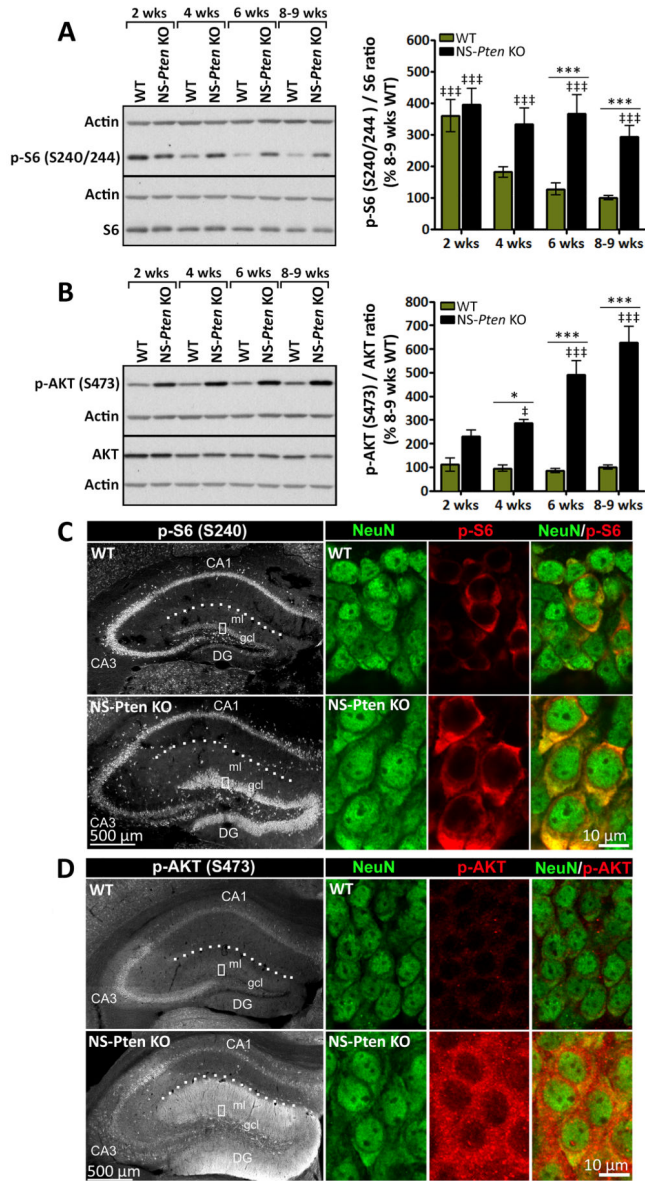 A
2 wks 4 wks 6 wks 8-9 wks
WT NS-Pten KO WT NS-Pten KO WT NS-Pten KO WT NS-Pten KO
Actin
p-S6 (S240/244)
Actin
S6
p-S6 (S240/244 ) / S6 ratio
(% 8-9 wks WT)
600
500
400
300
200
100
0
WT
NS-Pten KO
‡‡‡ ‡‡‡ ‡‡‡ *** ‡‡‡ *** ‡‡‡
2 wks 4 wks 6 wks 8-9 wks
B
2 wks 4 wks 6 wks 8-9 wks
WT NS-Pten KO WT NS-Pten KO WT NS-Pten KO WT NS-Pten KO
p-AKT (S473)
Actin
AKT
Actin
p-AKT (S473) / AKT ratio
(% 8-9 wks WT)
800
700
600
500
400
300
200
100
0
WT
NS-Pten KO
* ‡ *** ‡‡‡ *** ‡‡‡
2 wks 4 wks 6 wks 8-9 wks
C
p-S6 (S240) NeuN p-S6 NeuN/p-S6
WT
CA1
ml
gcl
CA3
DG
WT
NS-Pten KO
CA1
ml
gcl
CA3
DG
500 µm
NS-Pten KO
10 µm
D
p-AKT (S473) NeuN p-AKT NeuN/p-AKT
WT
CA1
ml
gcl
CA3
DG
WT
NS-Pten KO
CA1
ml
gcl
CA3
DG
500 µm
NS-Pten KO
10 µm